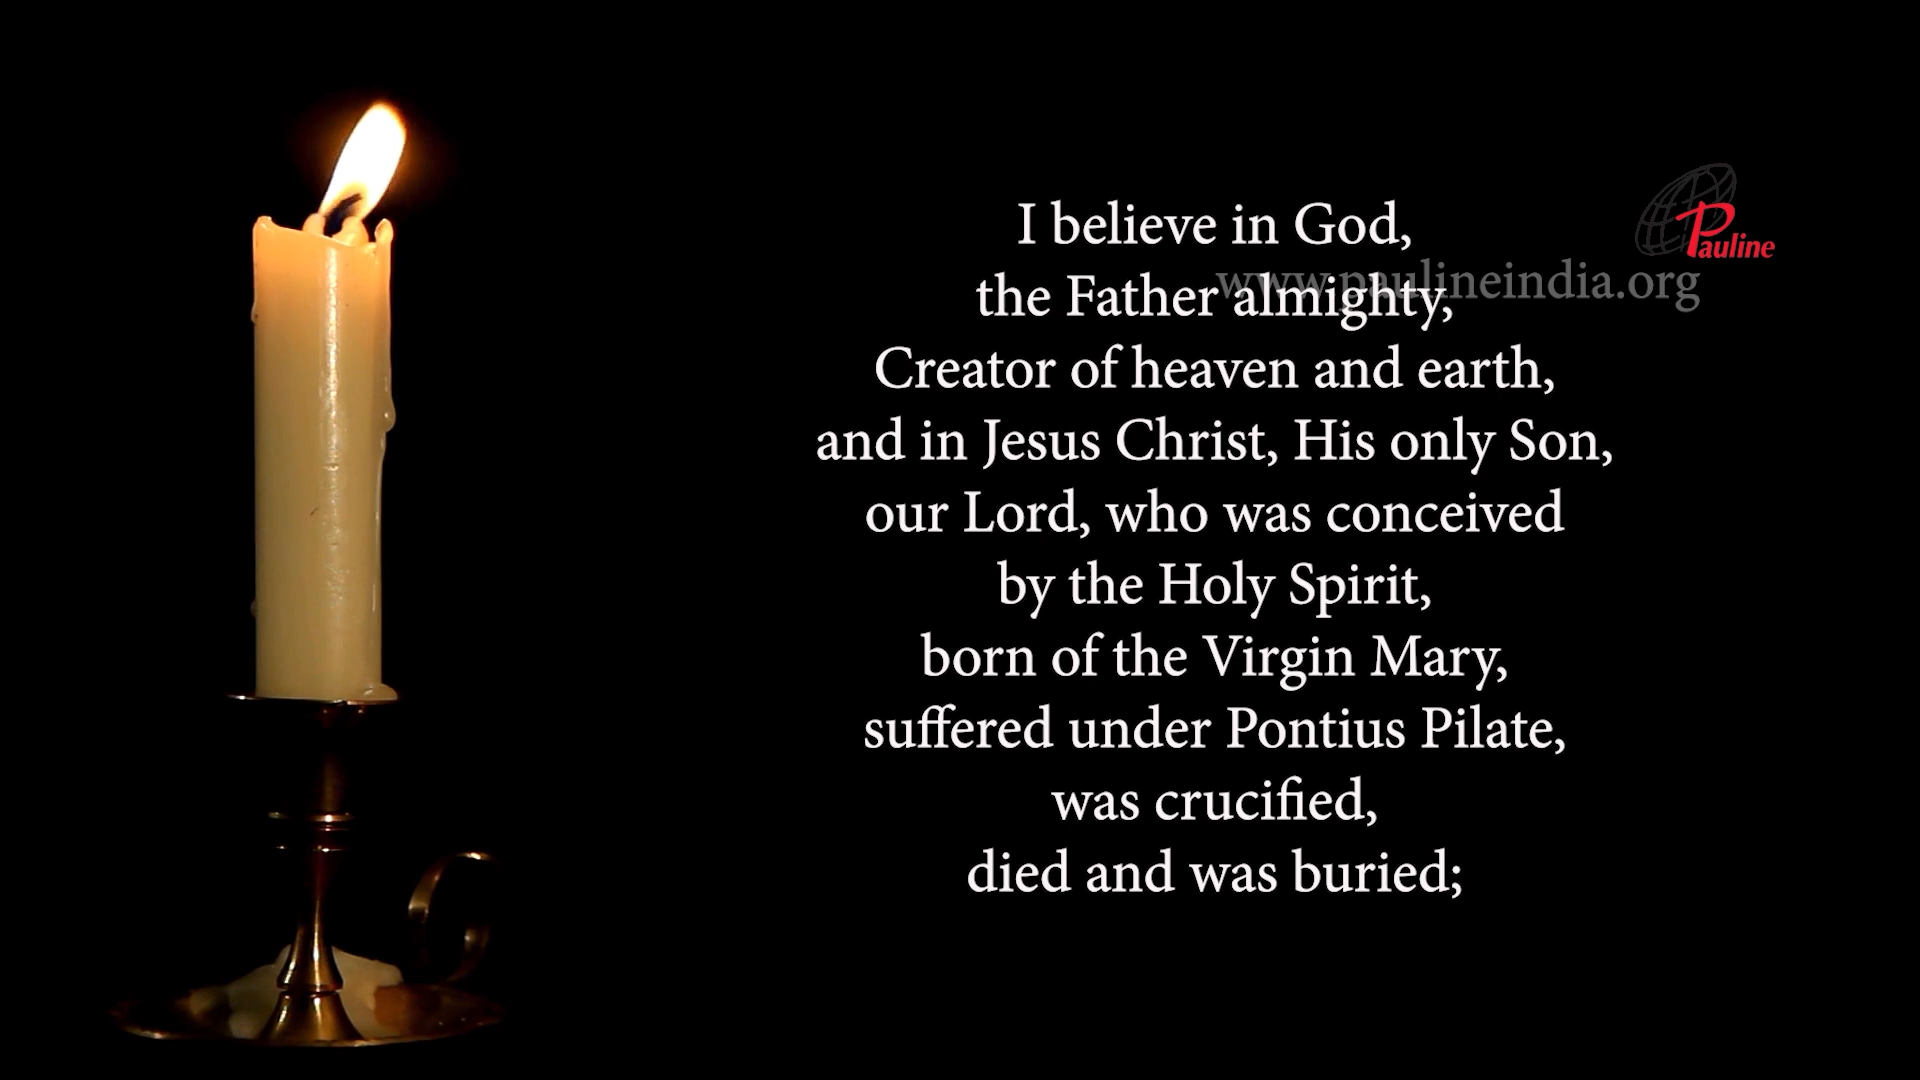 I believe in God,
the Father almighty,
Creator of heaven and earth,
and in Jesus Christ, His only Son,
our Lord, who was conceived
by the Holy Spirit,
born of the Virgin Mary,
suffered under Pontius Pilate,
was crucified,
died and was buried;
Pauline
www.paulineindia.org